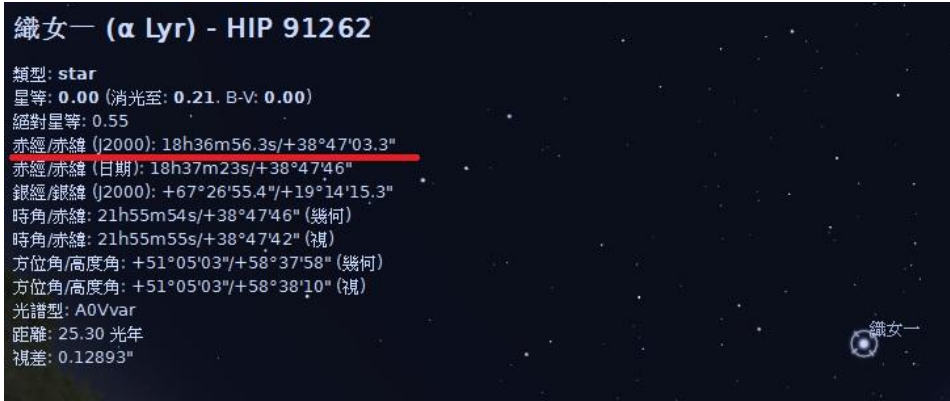 織女一 (α Lyr) - HIP 91262
類型: star
星等: 0.00 (消光至: 0.21. B-V: 0.00)
絕對星等: 0.55
赤經/赤緯 (J2000): 18h36m56.3s/+38°47'03.3"
赤經/赤緯 (日期): 18h37m23s/+38°47'46"
銀經/銀緯 (J2000): +67°26'55.4"/+19°14'15.3"
時角/赤緯: 21h55m54s/+38°47'46" (幾何)
時角/赤緯: 21h55m55s/+38°47'42" (視)
方位角/高度角: +51°05'03"/+58°37'58" (幾何)
方位角/高度角: +51°05'03"/+58°38'10" (視)
光譜型: A0Vvar
距離: 25.30 光年
視差: 0.12893"
織女一